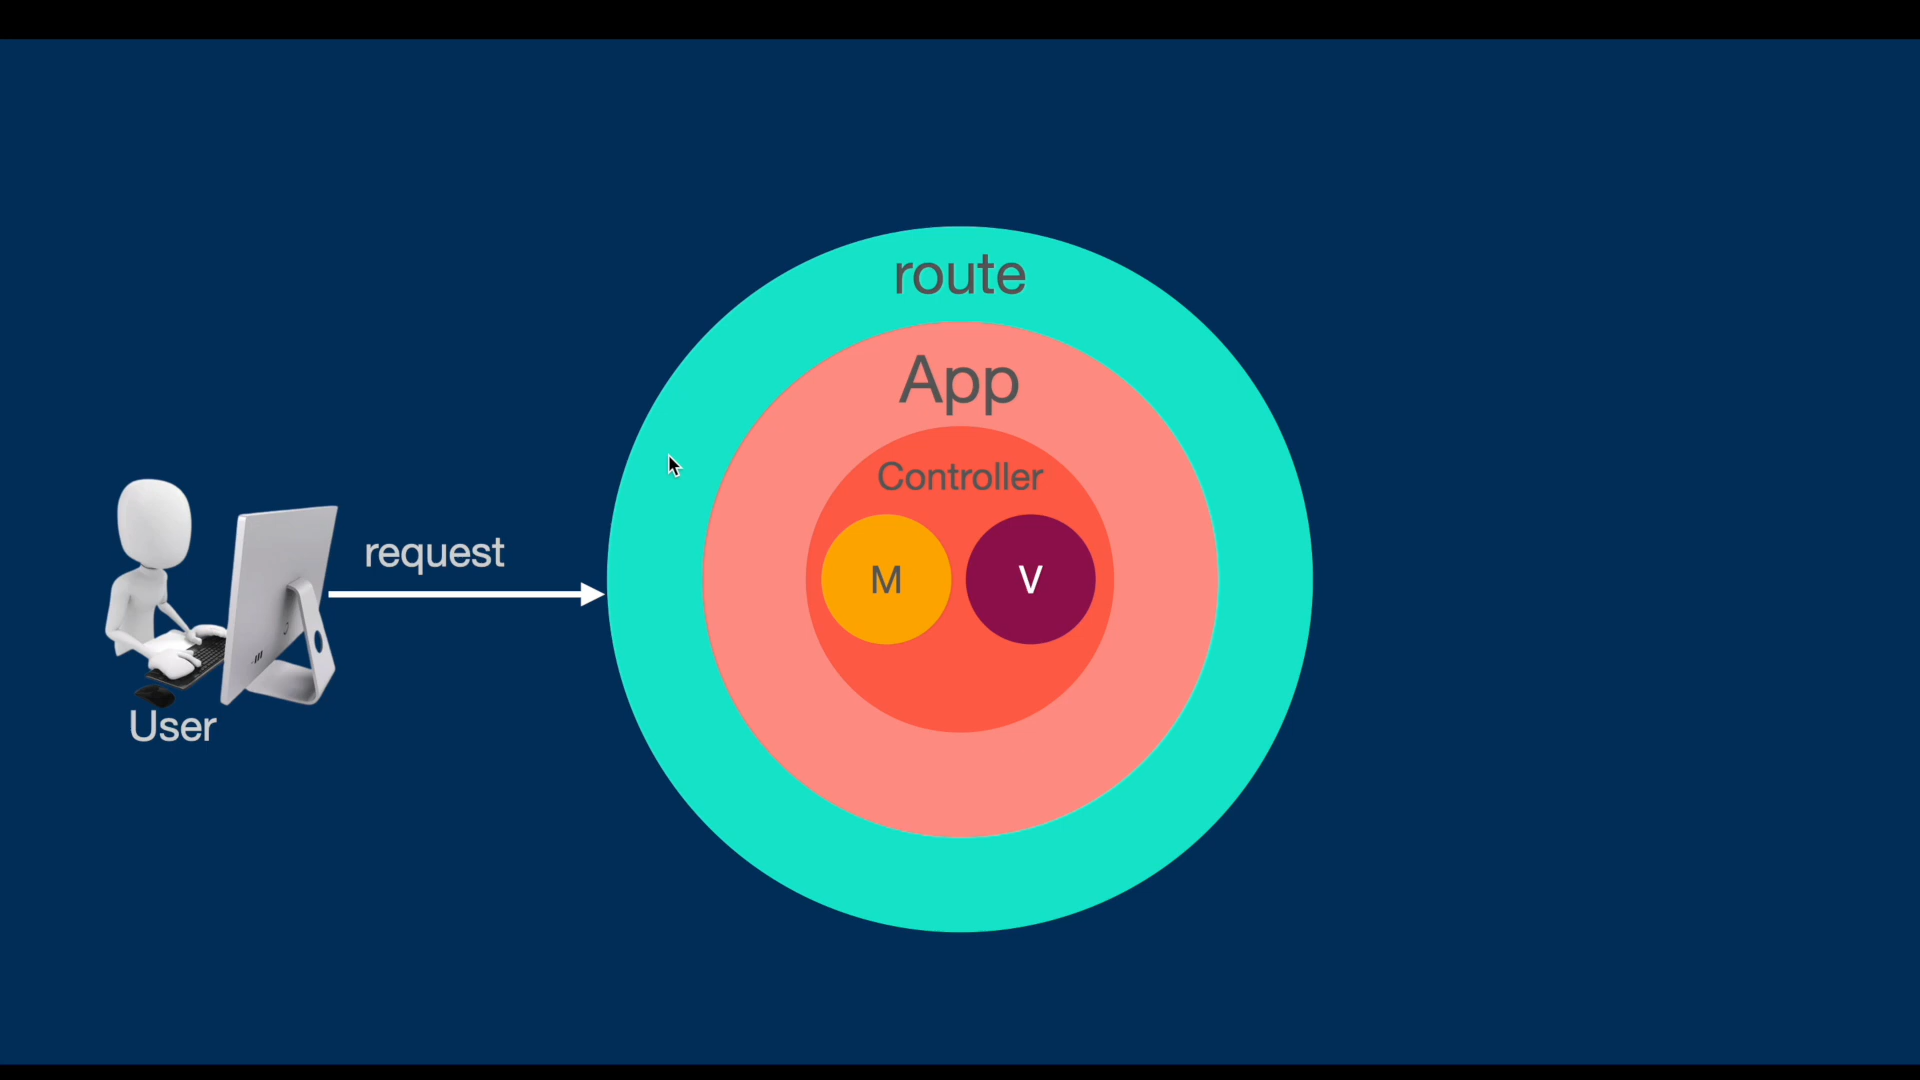 route
App
Controller
M
V
request
User